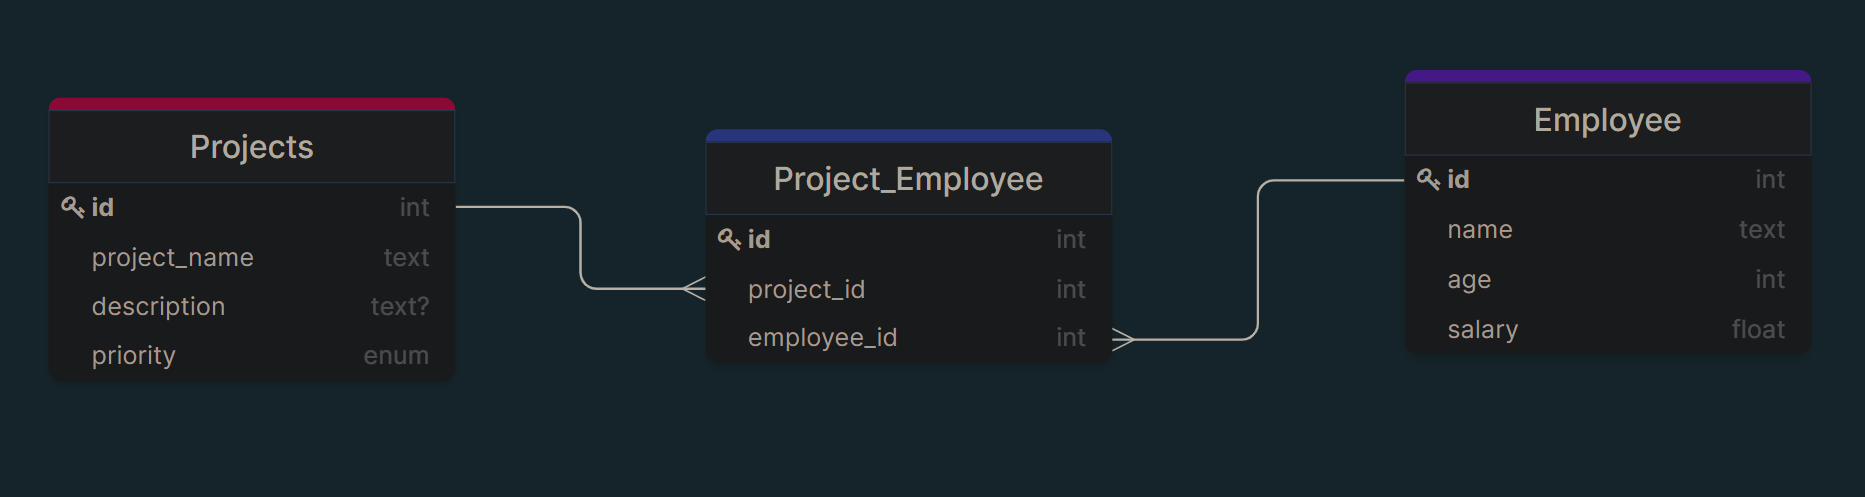 Projects
id int
project_name text
description text?
priority enum
Project_Employee
id int
project_id int
employee_id int
Employee
id int
name text
age int
salary float